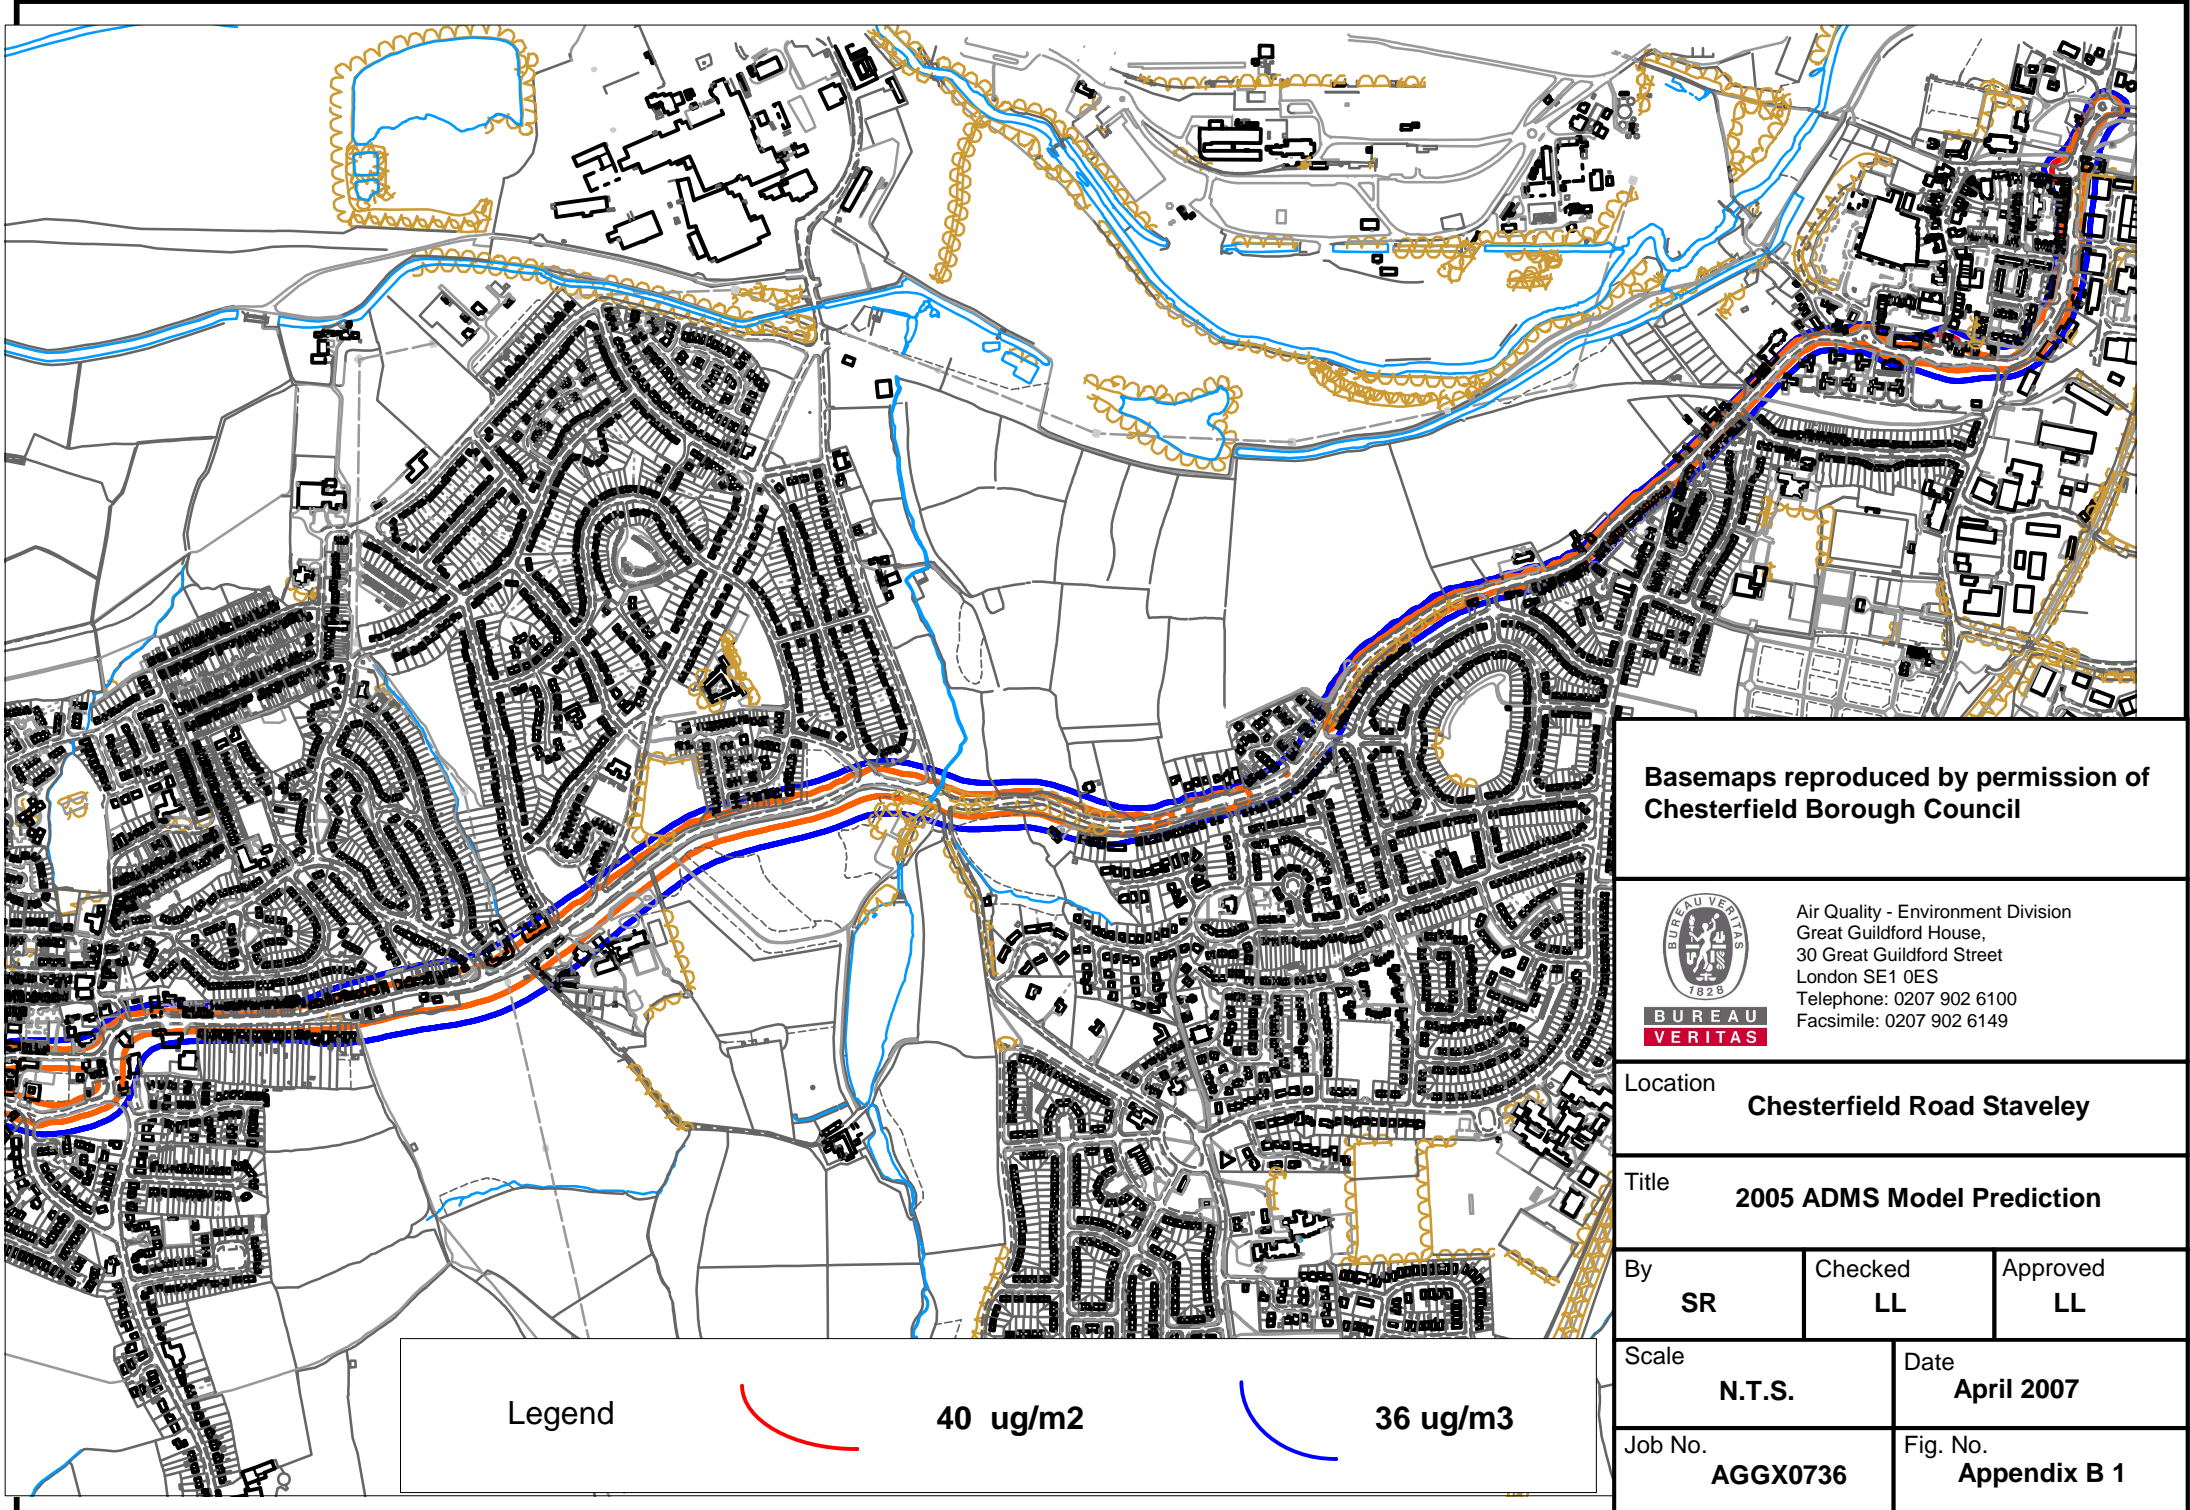 Basemaps reproduced by permission of
Chesterfield Borough Council
BUREAU VERITAS
1828
BUREAU
VERITAS
Air Quality - Environment Division
Great Guildford House,
30 Great Guildford Street
London SE1 0ES
Telephone: 0207 902 6100
Facsimile: 0207 902 6149
Location
Chesterfield Road Staveley
Title
2005 ADMS Model Prediction
By
SR
Checked
LL
Approved
LL
Scale
N.T.S.
Date
April 2007
Job No.
AGGX0736
Fig. No.
Appendix B 1
Legend
40 ug/m2
36 ug/m3